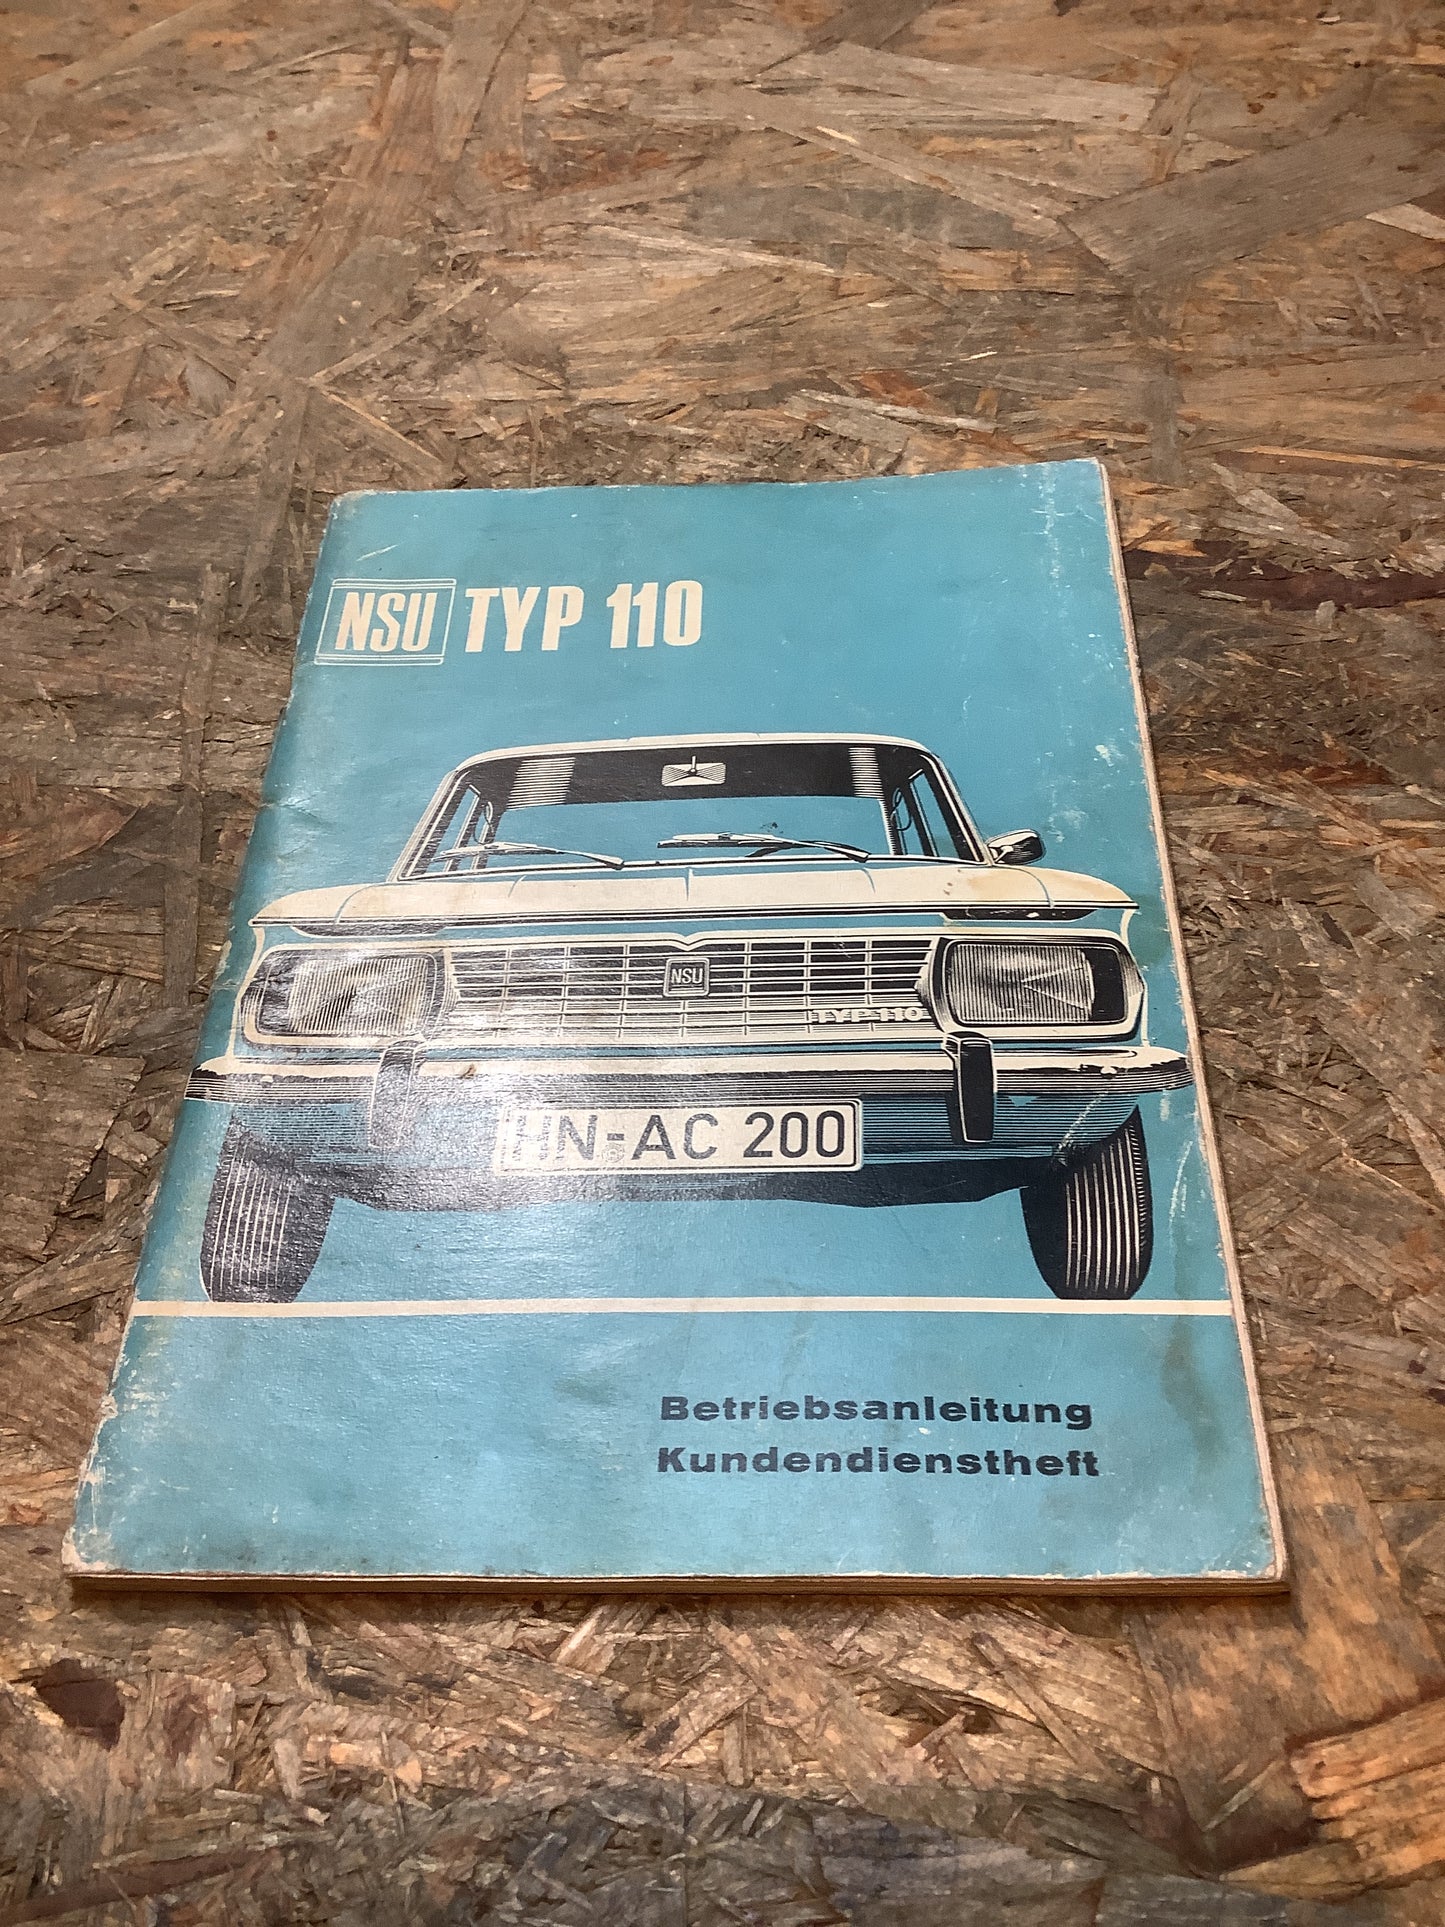 NSU TYP 110
NSU
TYP 110
HN-AC 200
Betriebsanleitung
Kundendienstheft